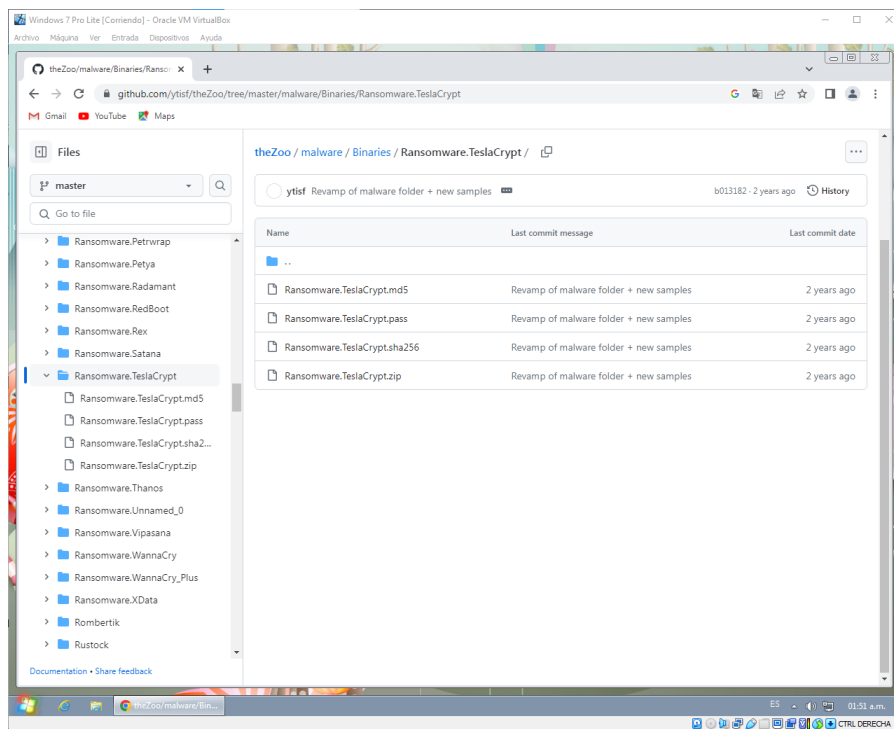 Windows 7 Pro Lite [Corriendo] - Oracle VM VirtualBox
Archivo Máquina Ver Entrada Dispositivos Ayuda
theZoo/malware/Binaries/Ranso
github.com/ytisf/theZoo/tree/master/malware/Binaries/Ransomware.TeslaCrypt
Gmail YouTube Maps
Files
master
Go to file
Ransomware.Petrwrap
Ransomware.Petya
Ransomware.Radamant
Ransomware.RedBoot
Ransomware.Rex
Ransomware.Satana
Ransomware.TeslaCrypt
Ransomware.TeslaCrypt.md5
Ransomware.TeslaCrypt.pass
Ransomware.TeslaCrypt.sha2...
Ransomware.TeslaCrypt.zip
Ransomware.Thanos
Ransomware.Unnamed_0
Ransomware.Vipasana
Ransomware.WannaCry
Ransomware.WannaCry_Plus
Ransomware.XData
Rombertik
Rustock
Documentation • Share feedback
theZoo / malware / Binaries / Ransomware.TeslaCrypt /
ytisf Revamp of malware folder + new samples b013182 · 2 years ago History
Name Last commit message Last commit date
..
Ransomware.TeslaCrypt.md5 Revamp of malware folder + new samples 2 years ago
Ransomware.TeslaCrypt.pass Revamp of malware folder + new samples 2 years ago
Ransomware.TeslaCrypt.sha256 Revamp of malware folder + new samples 2 years ago
Ransomware.TeslaCrypt.zip Revamp of malware folder + new samples 2 years ago
theZoo/malware/Bin... ES 01:51 a.m.
CTRL DERECHA